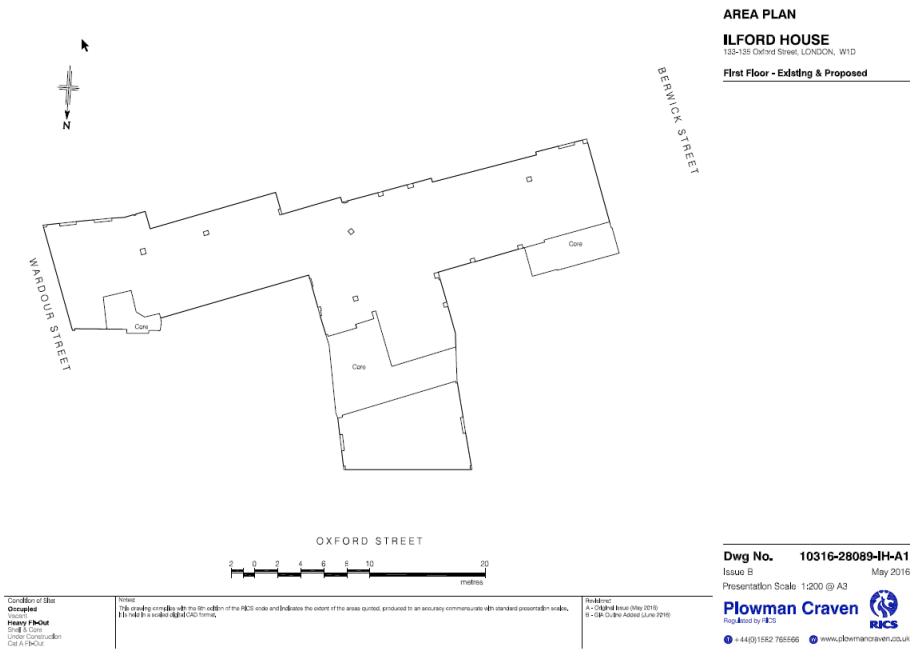 AREA PLAN
ILFORD HOUSE
133-135 Oxford Street, LONDON, W1D
First Floor - Existing & Proposed
N
BERWICK STREET
WARDOUR STREET
Core
Core
Core
OXFORD STREET
2 0 2 4 6 8 10 20
metres
Condition of Site:
Occupied
Vacant
Heavy Fit-Out
Shell & Core
Under Construction
Cat A Fit-Out
Notes:
This drawing complies with the 6th edition of the RICS code and indicates the extent of the areas quoted, produced to an accuracy commensurate with standard presentation scales.
It is held in a scaled digital CAD format.
Revisions:
A - Original Issue (May 2016)
B - GIA Outline Added (June 2016)
Dwg No. 10316-28089-IH-A1
Issue B May 2016
Presentation Scale 1:200 @ A3
Plowman Craven
Regulated by RICS
RICS
+44(0)1582 765566 www.plowmancraven.co.uk